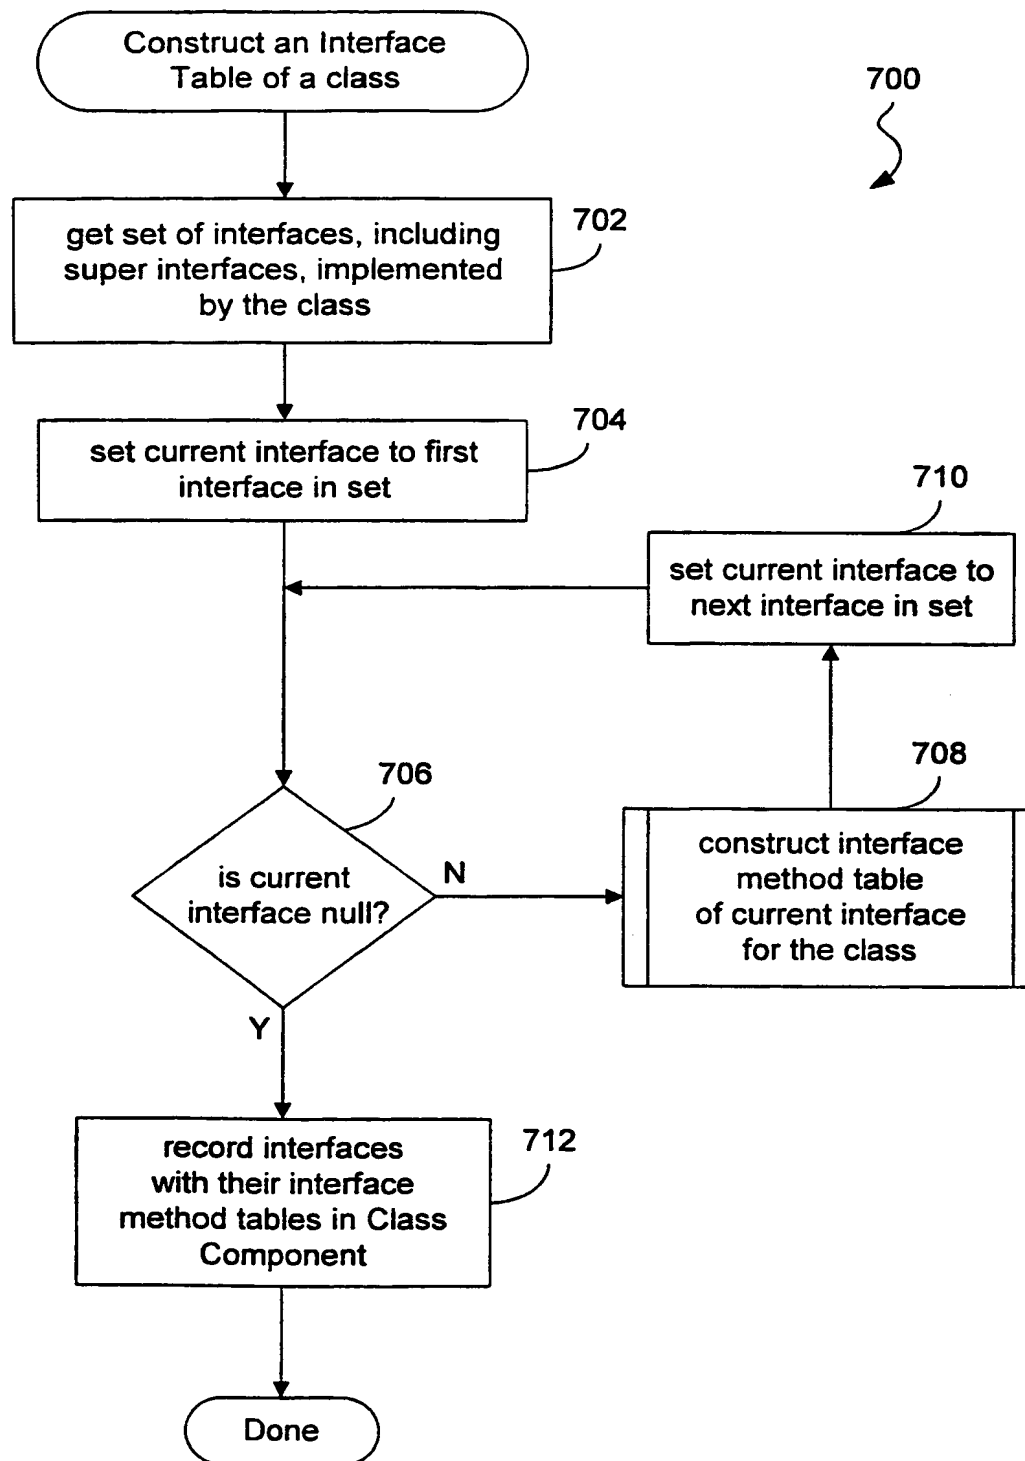 Construct an Interface
Table of a class
700
get set of interfaces, including
super interfaces, implemented
by the class
702
set current interface to first
interface in set
704
710
set current interface to
next interface in set
706
is current
interface null?
N
Y
708
construct interface
method table
of current interface
for the class
record interfaces
with their interface
method tables in Class
Component
712
Done